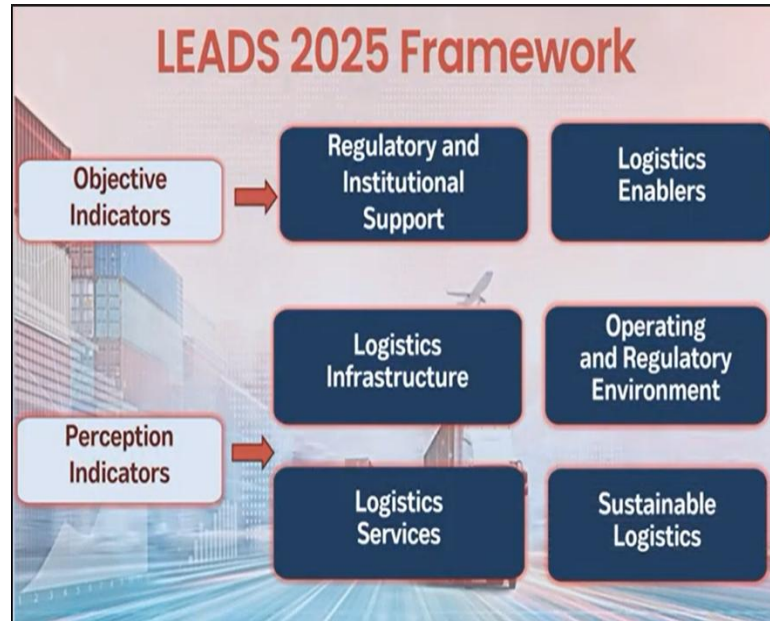 LEADS 2025 Framework
Objective
Indicators
Regulatory and
Institutional
Support
Logistics
Enablers
Perception
Indicators
Logistics
Infrastructure
Operating
and Regulatory
Environment
Logistics
Services
Sustainable
Logistics